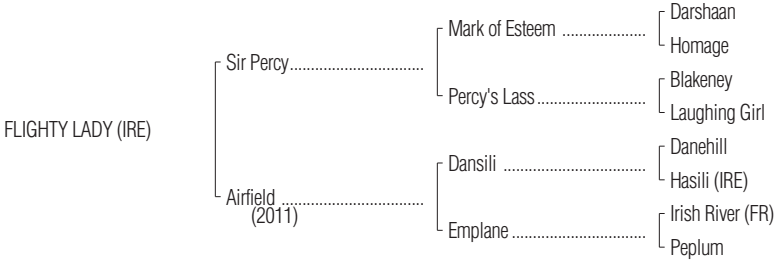 Darshaan
Mark of Esteem ....................
Homage
Sir Percy................................
Blakeney
Percy's Lass..........................
Laughing Girl
FLIGHTY LADY (IRE)
Danehill
Dansili ..................................
Hasili (IRE)
Airfield ..................................
(2011)
Irish River (FR)
Emplane ................................
Peplum